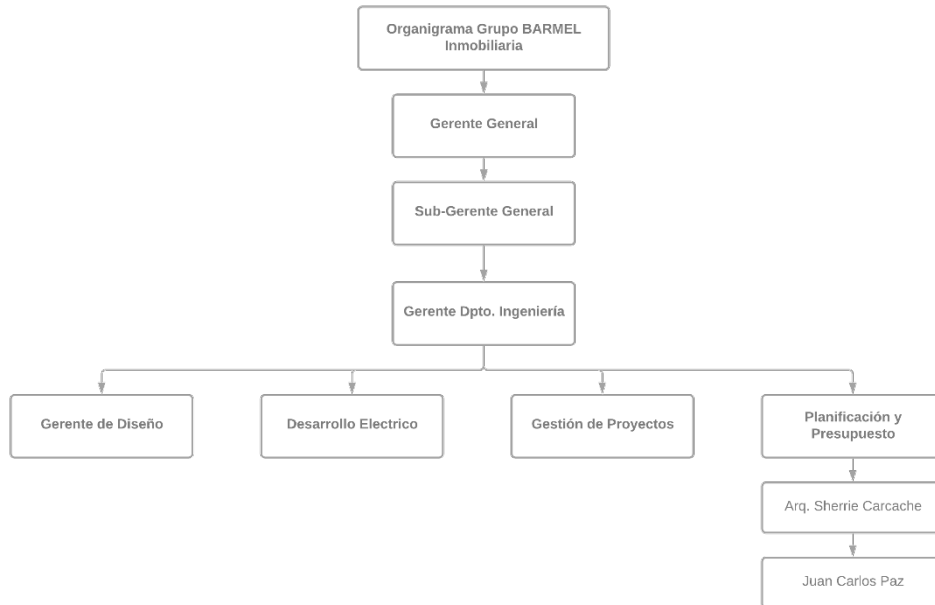 Organigrama Grupo BARMEL
Inmobiliaria
Gerente General
Sub-Gerente General
Gerente Dpto. Ingeniería
Gerente de Diseño
Desarrollo Electrico
Gestión de Proyectos
Planificación y
Presupuesto
Arq. Sherrie Carcache
Juan Carlos Paz